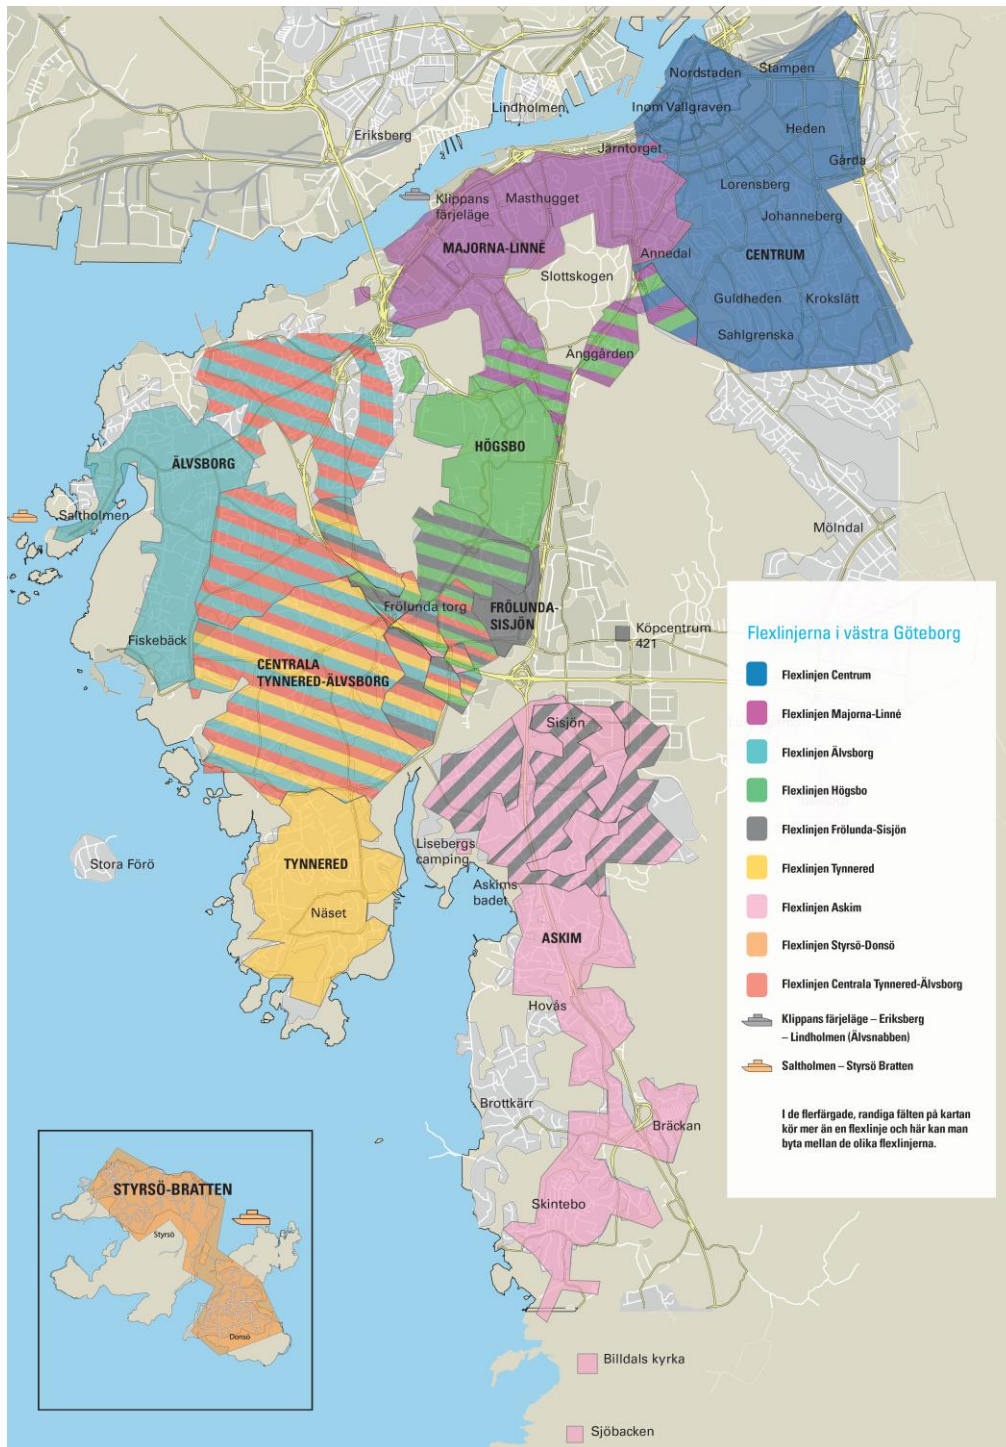 Nordstaden
Stampen
Inom Vallgraven
Lindholmen
Heden
Eriksberg
Järntorget
Gårda
Lorensberg
Klippans
färjeläge
Masthugget
Johanneberg
MAJORNA-LINNÉ
Annedal
CENTRUM
Slottskogen
Guldheden
Krokslätt
Sahlgrenska
Änggården
HÖGSBO
ÄLVSBORG
Saltholmen
Mölndal
Frölunda torg
FRÖLUNDA-
SISJÖN
Köpcentrum
421
Fiskebäck
CENTRALA
TYNNERED-ÄLVSBORG
Sisjön
Lisebergs
camping
Stora Förö
TYNNERED
Askims
badet
Näset
ASKIM
Hovås
Brottkärr
Bräckan
Skintebo
Billdals kyrka
Sjöbacken
STYRSÖ-BRATTEN
Styrsö
Donsö
Flexlinjerna i västra Göteborg
Flexlinjen Centrum
Flexlinjen Majorna-Linné
Flexlinjen Älvsborg
Flexlinjen Högsbo
Flexlinjen Frölunda-Sisjön
Flexlinjen Tynnered
Flexlinjen Askim
Flexlinjen Styrsö-Donsö
Flexlinjen Centrala Tynnered-Älvsborg
Klippans färjeläge – Eriksberg
– Lindholmen (Älvsnabben)
Saltholmen – Styrsö Bratten
I de flerfärgade, randiga fälten på kartan
kör mer än en flexlinje och här kan man
byta mellan de olika flexlinjerna.